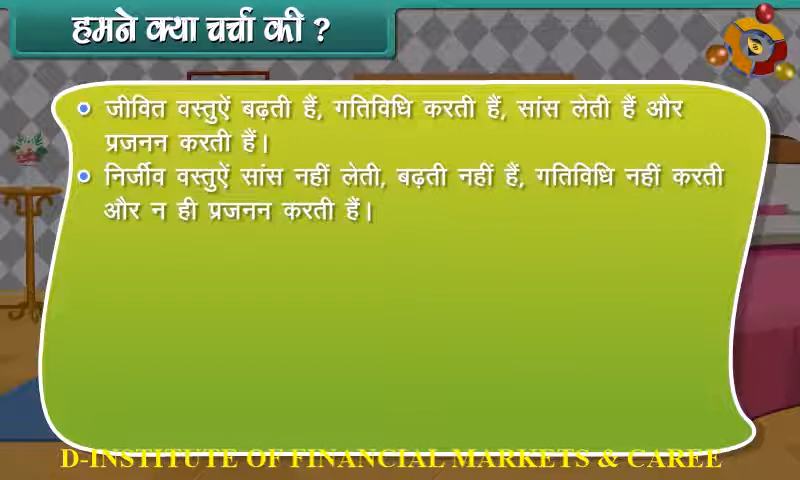 हमने क्या चर्चा की ?
जीवित वस्तुऐं बढ़ती हैं, गतिविधि करती हैं, सांस लेती हैं और
प्रजनन करती हैं।
निर्जीव वस्तुऐं सांस नहीं लेती, बढ़ती नहीं हैं, गतिविधि नहीं करती
और न ही प्रजनन करती हैं।
D-INSTITUTE OF FINANCIAL MARKETS & CAREE